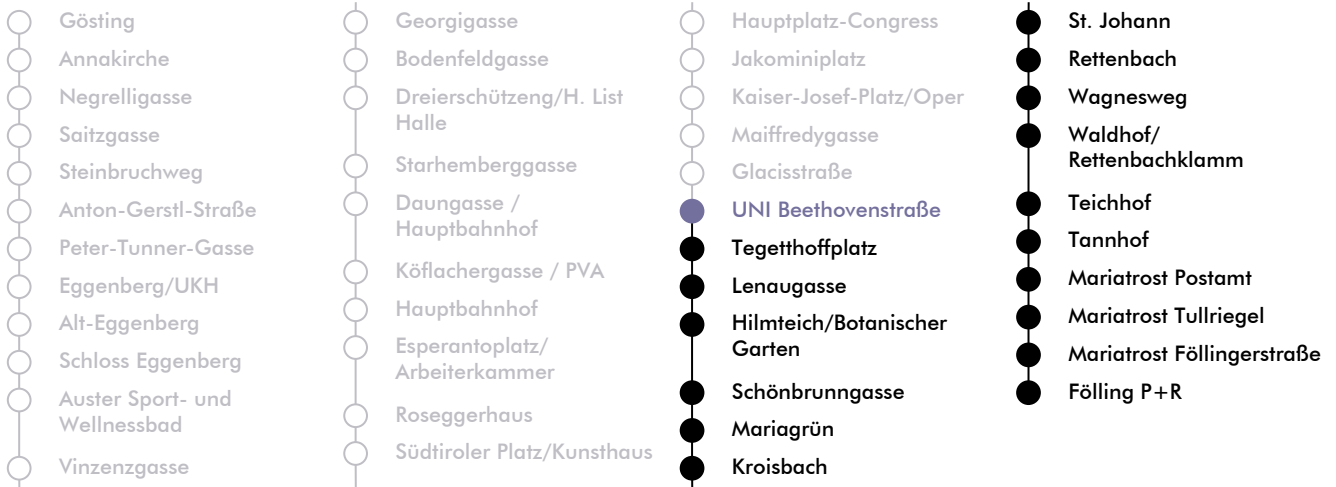 Gösting
Annakirche
Negrelligasse
Saitzgasse
Steinbruchweg
Anton-Gerstl-Straße
Peter-Tunner-Gasse
Eggenberg/UKH
Alt-Eggenberg
Schloss Eggenberg
Auster Sport- und
Wellnessbad
Vinzenzgasse
Georgigasse
Bodenfeldgasse
Dreierschützeng/H. List
Halle
Starhemberggasse
Daungasse /
Hauptbahnhof
Köflachergasse / PVA
Hauptbahnhof
Esperantoplatz/
Arbeiterkammer
Roseggerhaus
Südtiroler Platz/Kunsthaus
Hauptplatz-Congress
Jakominiplatz
Kaiser-Josef-Platz/Oper
Maiffredygasse
Glacisstraße
UNI Beethovenstraße
Tegetthoffplatz
Lenaugasse
Hilmteich/Botanischer
Garten
Schönbrunngasse
Mariagrün
Kroisbach
St. Johann
Rettenbach
Wagnesweg
Waldhof/
Rettenbachklamm
Teichhof
Tannhof
Mariatrost Postamt
Mariatrost Tullriegel
Mariatrost Föllingerstraße
Fölling P+R